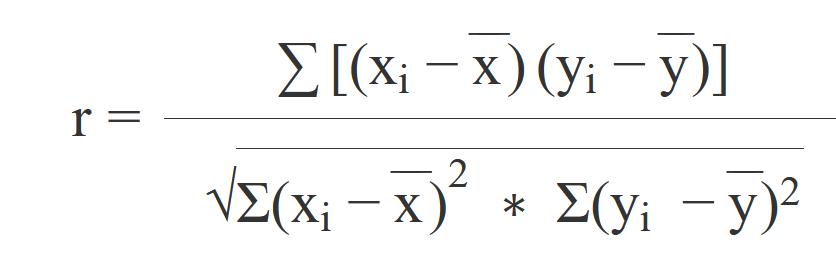 r = ∑[(xᵢ − x̅)(yᵢ − y̅)]
√Σ(xᵢ − x̅)² * Σ(yᵢ − y̅)²